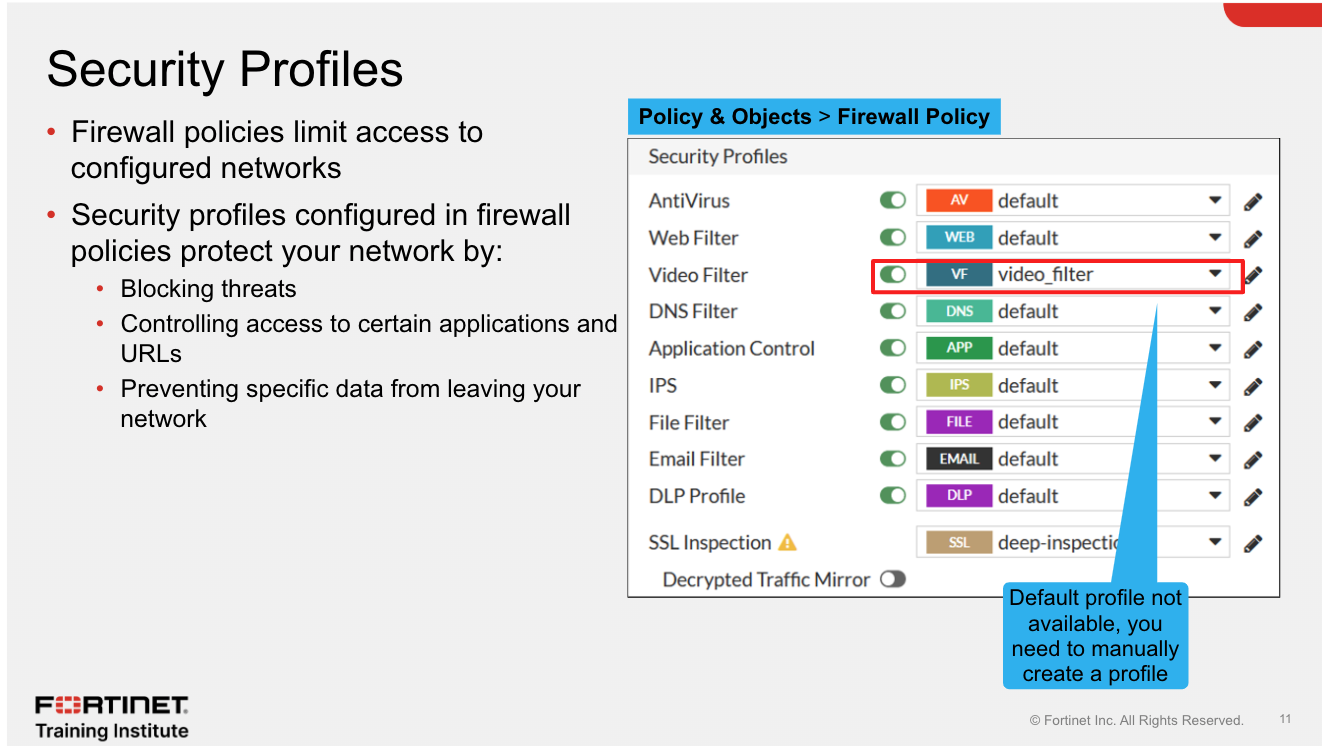 Security Profiles
• Firewall policies limit access to
configured networks
• Security profiles configured in firewall
policies protect your network by:
• Blocking threats
• Controlling access to certain applications and
URLs
• Preventing specific data from leaving your
network
Policy & Objects > Firewall Policy
Security Profiles
AntiVirus AV default
Web Filter WEB default
Video Filter VF video_filter
DNS Filter DNS default
Application Control APP default
IPS IPS default
File Filter FILE default
Email Filter EMAIL default
DLP Profile DLP default
SSL Inspection SSL deep-inspectio
Decrypted Traffic Mirror
Default profile not
available, you
need to manually
create a profile
FORTINET
Training Institute
© Fortinet Inc. All Rights Reserved. 11